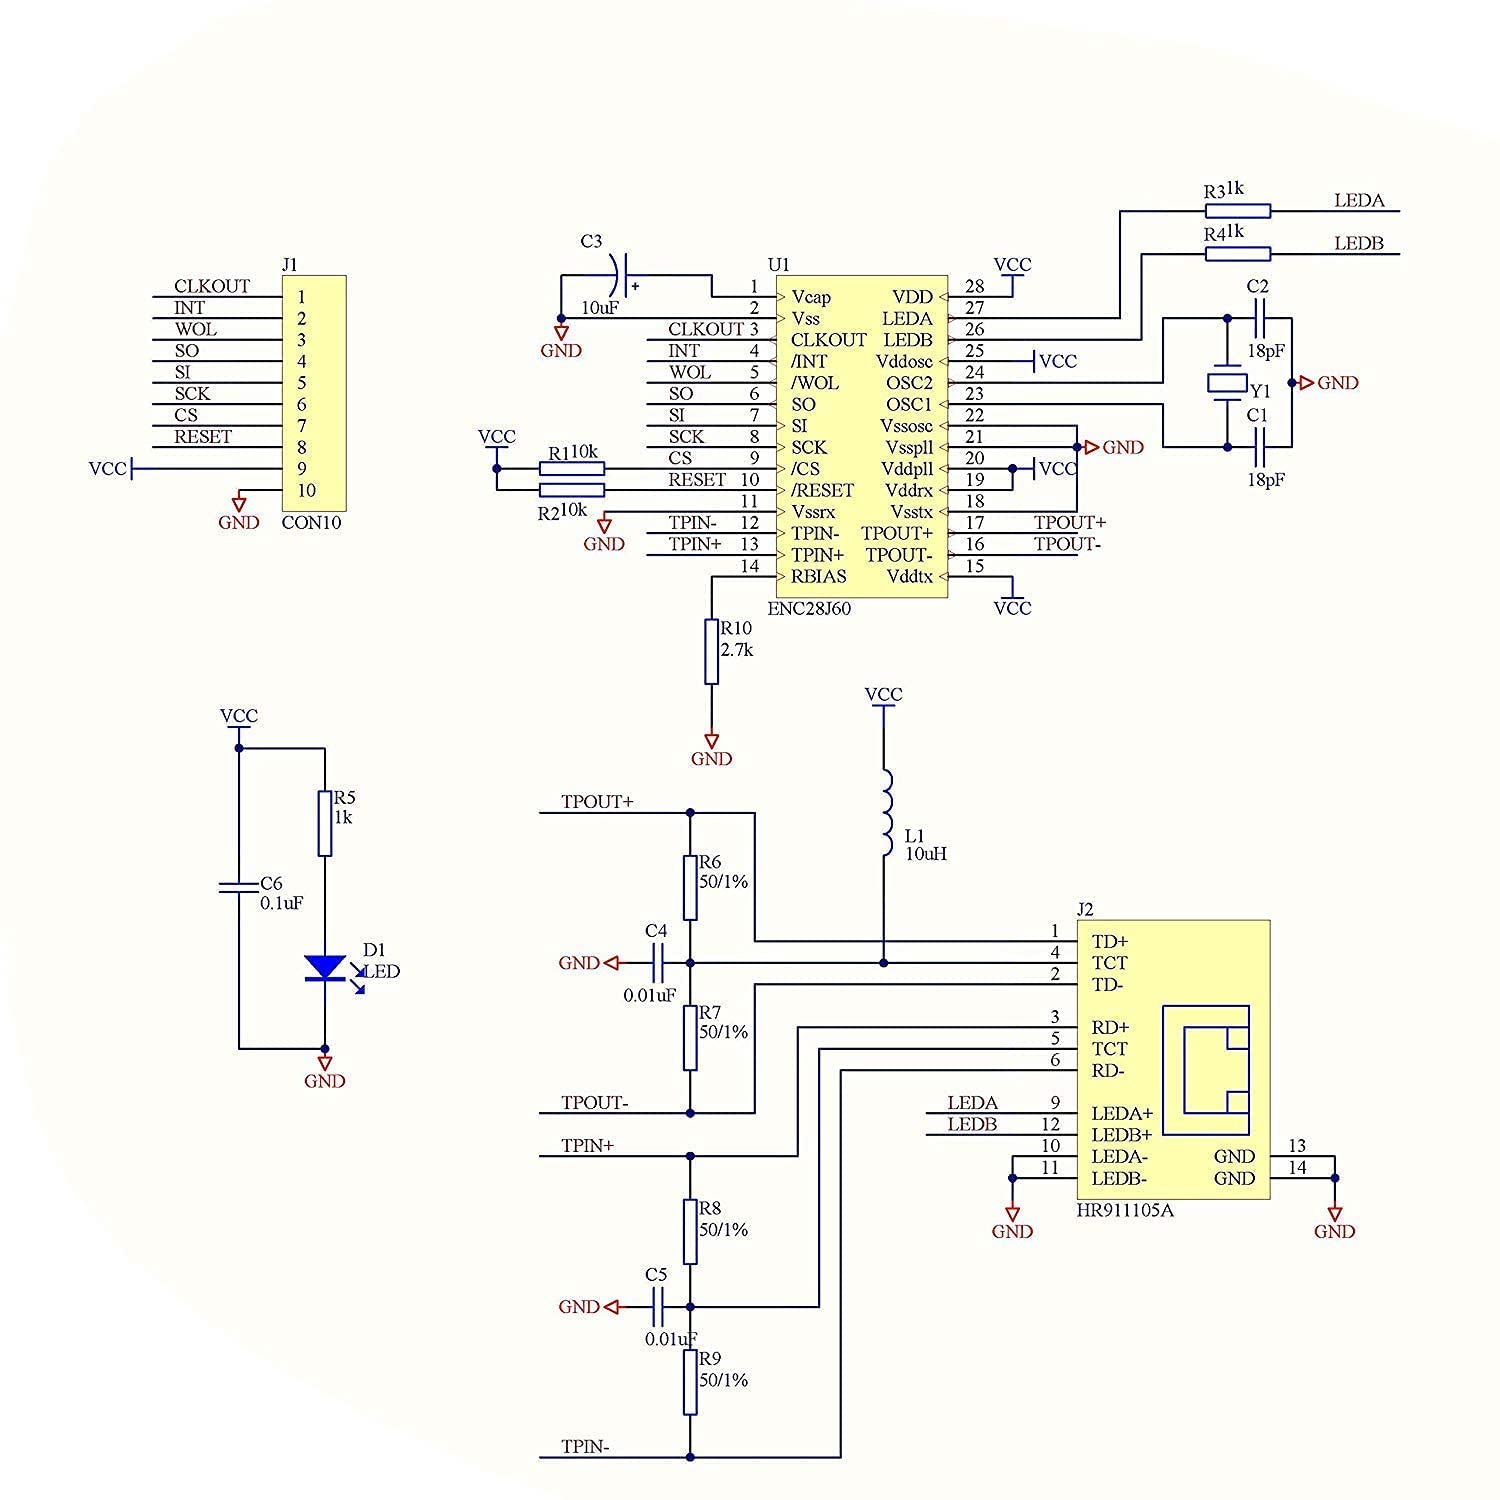 J1
CLKOUT 1
INT 2
WOL 3
SO 4
SI 5
SCK 6
CS 7
RESET 8
VCC 9
10
GND
CON10
C3
10uF
+
GND
U1
1 Vcap
2 Vss
CLKOUT 3 CLKOUT
INT 4 /INT
WOL 5 /WOL
SO 6 SO
SI 7 SI
SCK 8 SCK
CS 9 /CS
RESET 10 /RESET
11 Vssrx
TPIN- 12 TPIN-
TPIN+ 13 TPIN+
14 RBIAS
VCC
R1 10k
R2 10k
GND
VDD 28 VCC
LEDA 27
LEDB 26
Vddosc 25 VCC
OSC2 24
OSC1 23
Vssosc 22
Vsspll 21 GND
Vddpll 20 VCC
Vddrx 19
Vsstx 18
TPOUT+ 17 TPOUT+
TPOUT- 16 TPOUT-
Vddtx 15
VCC
ENC28J60
R3 1k LEDA
R4 1k LEDB
C2
18pF
Y1
GND
C1
18pF
R10
2.7k
GND
VCC
R5
1k
C6
0.1uF
D1
LED
GND
VCC
L1
10uH
TPOUT+
R6
50/1%
C4
GND
0.01uF
R7
50/1%
TPOUT-
TPIN+
R8
50/1%
C5
GND
0.01uF
R9
50/1%
TPIN-
J2
1 TD+
4 TCT
2 TD-
3 RD+
5 TCT
6 RD-
LEDA 9 LEDA+
LEDB 12 LEDB+
10 LEDA- GND 13
11 LEDB- GND 14
HR911105A
GND
GND